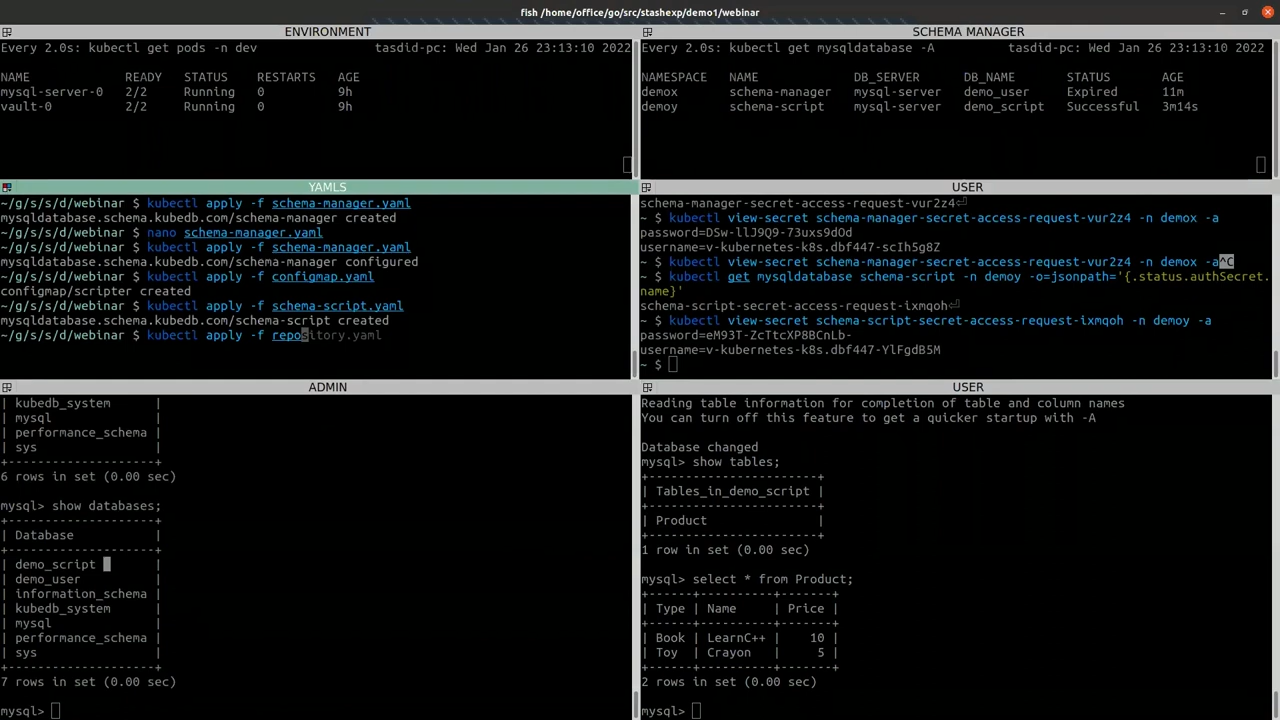 fish /home/office/go/src/stashexp/demo1/webinar
ENVIRONMENT
Every 2.0s: kubectl get pods -n dev tasdid-pc: Wed Jan 26 23:13:10 2022
NAME READY STATUS RESTARTS AGE
mysql-server-0 2/2 Running 0 9h
vault-0 2/2 Running 0 9h
SCHEMA MANAGER
Every 2.0s: kubectl get mysqldatabase -A tasdid-pc: Wed Jan 26 23:13:10 2022
NAMESPACE NAME DB_SERVER DB_NAME STATUS AGE
demox schema-manager mysql-server demo_user Expired 11m
demoy schema-script mysql-server demo_script Successful 3m14s
YAMLS
~/g/s/s/d/webinar $ kubectl apply -f schema-manager.yaml
mysqldatabase.schema.kubedb.com/schema-manager created
~/g/s/s/d/webinar $ nano schema-manager.yaml
~/g/s/s/d/webinar $ kubectl apply -f schema-manager.yaml
mysqldatabase.schema.kubedb.com/schema-manager configured
~/g/s/s/d/webinar $ kubectl apply -f configmap.yaml
configmap/scripter created
~/g/s/s/d/webinar $ kubectl apply -f schema-script.yaml
mysqldatabase.schema.kubedb.com/schema-script created
~/g/s/s/d/webinar $ kubectl apply -f repository.yaml
USER
schema-manager-secret-access-request-vur2z4⏎
~ $ kubectl view-secret schema-manager-secret-access-request-vur2z4 -n demox -a
password=DSw-llJ9Q9-73uxs9dOd
username=v-kubernetes-k8s.dbf447-scIh5g8Z
~ $ kubectl view-secret schema-manager-secret-access-request-vur2z4 -n demox -a^C
~ $ kubectl get mysqldatabase schema-script -n demoy -o=jsonpath='{.status.authSecret.
name}'
schema-script-secret-access-request-ixmqoh⏎
~ $ kubectl view-secret schema-script-secret-access-request-ixmqoh -n demoy -a
password=eM93T-ZcTtcXP8BCnLb-
username=v-kubernetes-k8s.dbf447-YlFgdB5M
~ $
ADMIN
| kubedb_system |
| mysql |
| performance_schema |
| sys |
+--------------------+
6 rows in set (0.00 sec)
mysql> show databases;
+--------------------+
| Database |
+--------------------+
| demo_script |
| demo_user |
| information_schema |
| kubedb_system |
| mysql |
| performance_schema |
| sys |
+--------------------+
7 rows in set (0.00 sec)
mysql>
USER
Reading table information for completion of table and column names
You can turn off this feature to get a quicker startup with -A
Database changed
mysql> show tables;
+-----------------------+
| Tables_in_demo_script |
+-----------------------+
| Product |
+-----------------------+
1 row in set (0.00 sec)
mysql> select * from Product;
+------+----------+-------+
| Type | Name | Price |
+------+----------+-------+
| Book | LearnC++ | 10 |
| Toy | Crayon | 5 |
+------+----------+-------+
2 rows in set (0.00 sec)
mysql>